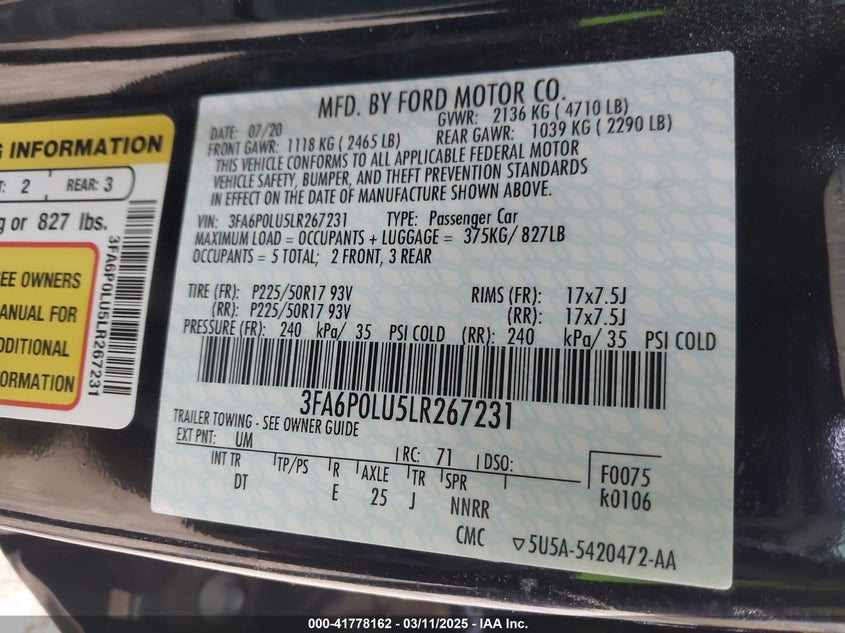 MFD. BY FORD MOTOR CO.
DATE: 07/20
GVWR: 2136 KG ( 4710 LB)
FRONT GAWR: 1118 KG ( 2465 LB)
REAR GAWR: 1039 KG ( 2290 LB)
THIS VEHICLE CONFORMS TO ALL APPLICABLE FEDERAL MOTOR
VEHICLE SAFETY, BUMPER, AND THEFT PREVENTION STANDARDS
IN EFFECT ON THE DATE OF MANUFACTURE SHOWN ABOVE.
VIN: 3FA6P0LU5LR267231 TYPE: Passenger Car
MAXIMUM LOAD = OCCUPANTS + LUGGAGE = 375KG/ 827LB
OCCUPANTS = 5 TOTAL; 2 FRONT, 3 REAR
TIRE (FR): P225/50R17 93V RIMS (FR): 17x7.5J
(RR): P225/50R17 93V (RR): 17x7.5J
PRESSURE (FR): 240 kPa/ 35 PSI COLD (RR): 240 kPa/ 35 PSI COLD
3FA6P0LU5LR267231
TRAILER TOWING - SEE OWNER GUIDE
EXT PNT: UM RC: 71 DSO:
INT TR TP/PS R AXLE TR SPR
DT E 25 J NNRR
F0075
R0106
CMC ▽5U5A-5420472-AA
INFORMATION
: 2 REAR: 3
or 827 lbs.
OWNERS
MANUAL FOR
INFORMATION
3FA6P0LU5LR267231
000-41778162 — 03/11/2025 — IAA Inc.